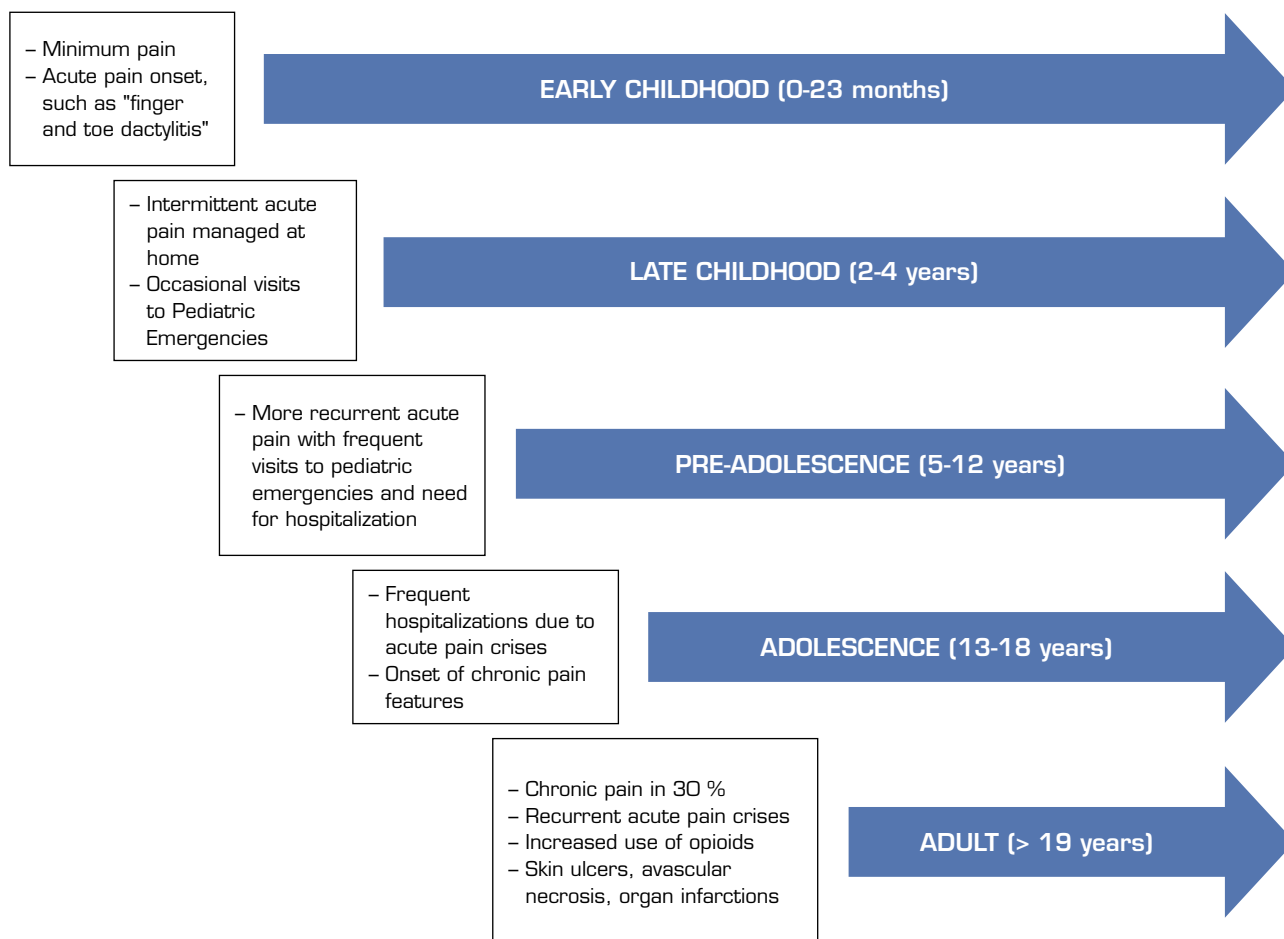 – Minimum pain
– Acute pain onset,
such as "finger
and toe dactylitis"
EARLY CHILDHOOD (0-23 months)
– Intermittent acute
pain managed at
home
– Occasional visits
to Pediatric
Emergencies
LATE CHILDHOOD (2-4 years)
– More recurrent acute
pain with frequent
visits to pediatric
emergencies and need
for hospitalization
PRE-ADOLESCENCE (5-12 years)
– Frequent
hospitalizations due to
acute pain crises
– Onset of chronic pain
features
ADOLESCENCE (13-18 years)
– Chronic pain in 30 %
– Recurrent acute pain crises
– Increased use of opioids
– Skin ulcers, avascular
necrosis, organ infarctions
ADULT (> 19 years)